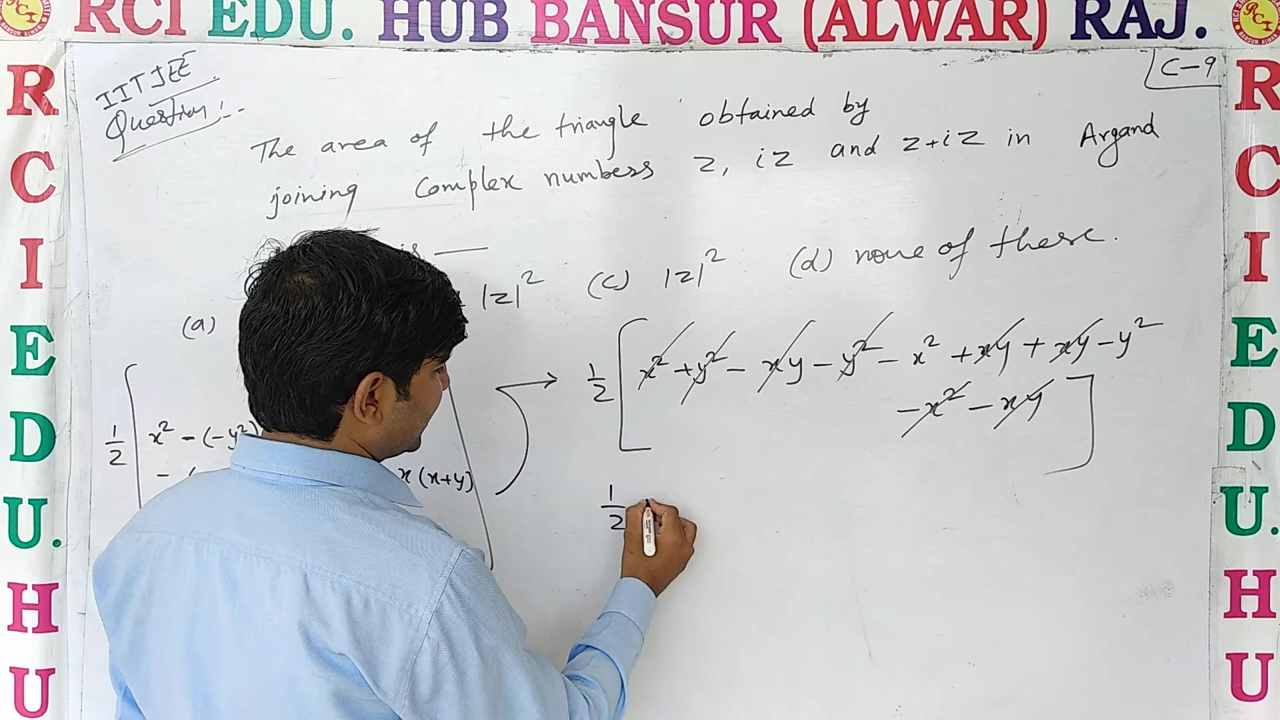 RCI EDU. HUB BANSUR (ALWAR) RAJ.
R
C
I
E
D
U.
H
U
IITJEE
Question:-
C-9
The area of the triangle obtained by
joining Complex numbers z, iz and z+iz in Argand
is ___
(a) |z|² (c) |z|² (d) none of these.
1/2 [ x² - (-y²)
- x(x+y) ]
→ 1/2 [ x² + y² - xy - y² - x² + xy + xy - y²
- x² - xy ]
1/2
R
C
I
E
D
U.
H
U